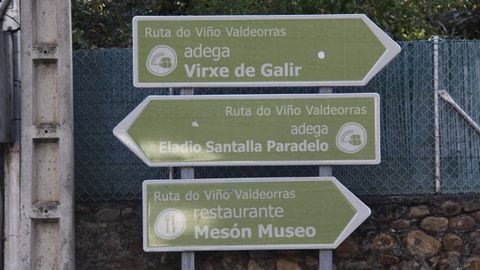 Ruta do Viño Valdeorras
adega
Virxe de Galir
Ruta do Viño Valdeorras
adega
Eladio Santalla Paradelo
Ruta do Viño Valdeorras
restaurante
Mesón Museo